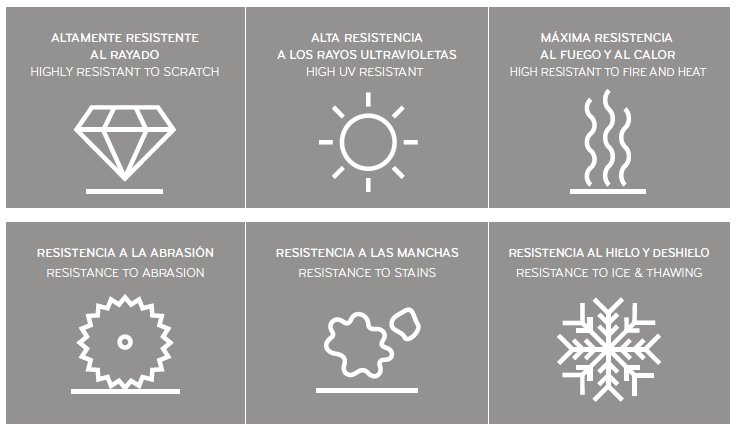 ALTAMENTE RESISTENTE
AL RAYADO
HIGHLY RESISTANT TO SCRATCH
ALTA RESISTENCIA
A LOS RAYOS ULTRAVIOLETAS
HIGH UV RESISTANT
MÁXIMA RESISTENCIA
AL FUEGO Y AL CALOR
HIGH RESISTANT TO FIRE AND HEAT
RESISTENCIA A LA ABRASIÓN
RESISTANCE TO ABRASION
RESISTENCIA A LAS MANCHAS
RESISTANCE TO STAINS
RESISTENCIA AL HIELO Y DESHIELO
RESISTANCE TO ICE & THAWING